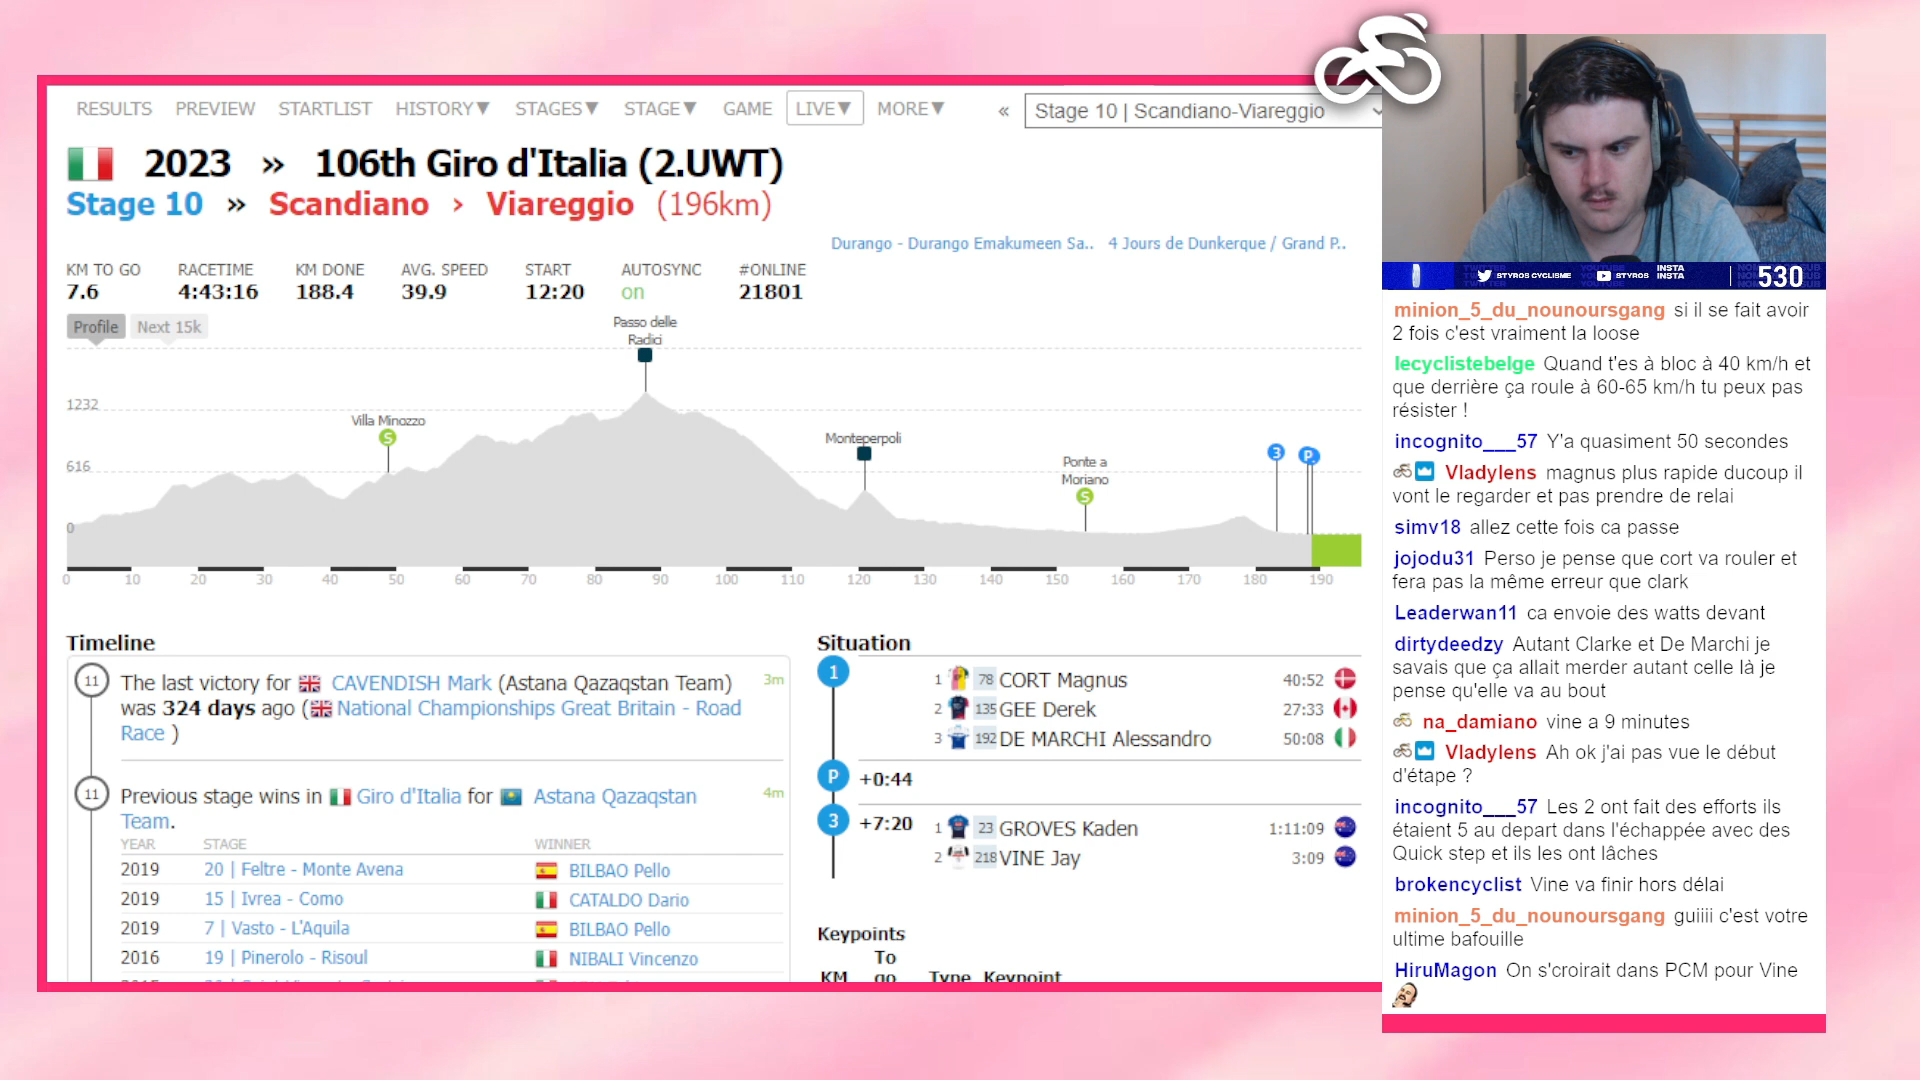 RESULTS PREVIEW STARTLIST HISTORY▼ STAGES▼ STAGE▼ GAME LIVE▼ MORE▼ « Stage 10 | Scandiano-Viareggio
2023 » 106th Giro d'Italia (2.UWT)
Stage 10 » Scandiano › Viareggio (196km)
Durango - Durango Emakumeen Sa.. 4 Jours de Dunkerque / Grand P..
KM TO GO RACETIME KM DONE AVG. SPEED START AUTOSYNC #ONLINE
7.6 4:43:16 188.4 39.9 12:20 on 21801
Profile Next 15k
Passo delle
Radici
1232
Villa Minozzo
S
Monteperpoli
3 P
616
Ponte a
Moriano
S
0
0 10 20 30 40 50 60 70 80 90 100 110 120 130 140 150 160 170 180 190
Timeline
11 The last victory for CAVENDISH Mark (Astana Qazaqstan Team) 3m
was 324 days ago (National Championships Great Britain - Road
Race )
11 Previous stage wins in Giro d'Italia for Astana Qazaqstan 4m
Team.
YEAR STAGE WINNER
2019 20 | Feltre - Monte Avena BILBAO Pello
2019 15 | Ivrea - Como CATALDO Dario
2019 7 | Vasto - L'Aquila BILBAO Pello
2016 19 | Pinerolo - Risoul NIBALI Vincenzo
Situation
1 1 78 CORT Magnus 40:52
2 135 GEE Derek 27:33
3 192 DE MARCHI Alessandro 50:08
P +0:44
3 +7:20 1 23 GROVES Kaden 1:11:09
2 218 VINE Jay 3:09
Keypoints
To
KM go Type Keypoint
STYROS CYCLISME STYROS INSTA
INSTA
530
minion_5_du_nounoursgang si il se fait avoir
2 fois c'est vraiment la loose
lecyclistebelge Quand t'es à bloc à 40 km/h et
que derrière ça roule à 60-65 km/h tu peux pas
résister !
incognito___57 Y'a quasiment 50 secondes
Vladylens magnus plus rapide ducoup il
vont le regarder et pas prendre de relai
simv18 allez cette fois ca passe
jojodu31 Perso je pense que cort va rouler et
fera pas la même erreur que clark
Leaderwan11 ca envoie des watts devant
dirtydeedzy Autant Clarke et De Marchi je
savais que ça allait merder autant celle là je
pense qu'elle va au bout
na_damiano vine a 9 minutes
Vladylens Ah ok j'ai pas vue le début
d'étape ?
incognito___57 Les 2 ont fait des efforts ils
étaient 5 au depart dans l'échappée avec des
Quick step et ils les ont lâches
brokencyclist Vine va finir hors délai
minion_5_du_nounoursgang guiiii c'est votre
ultime bafouille
HiruMagon On s'croirait dans PCM pour Vine